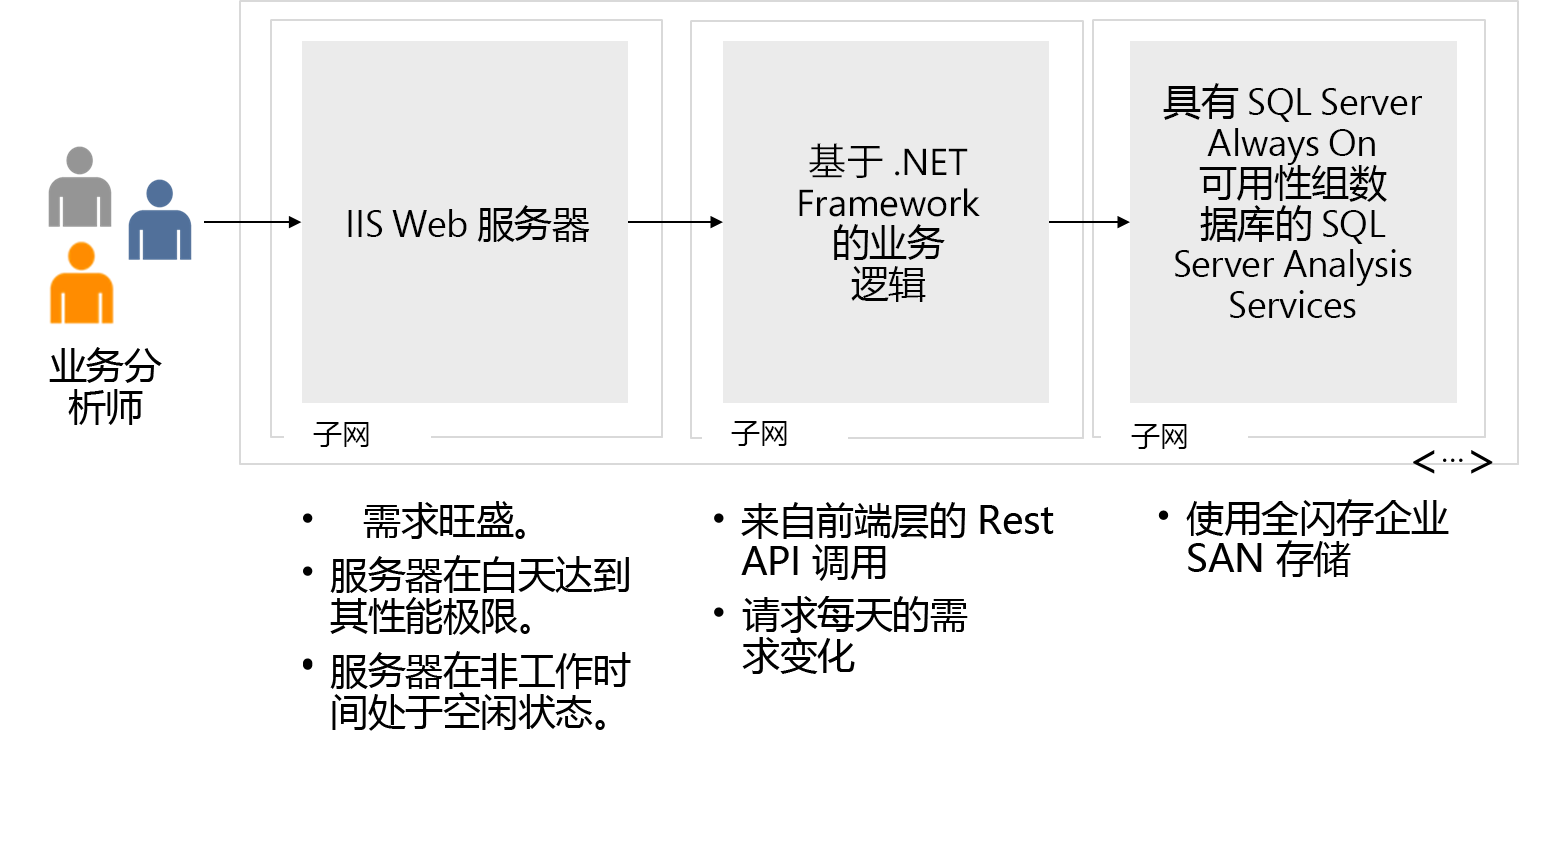 业务分
析师
IIS Web 服务器
子网
基于 .NET
Framework
的业务
逻辑
子网
具有 SQL Server
Always On
可用性组数
据库的 SQL
Server Analysis
Services
子网
<···>
• 需求旺盛。
• 服务器在白天达到
其性能极限。
• 服务器在非工作时
间处于空闲状态。
• 来自前端层的 Rest
API 调用
• 请求每天的需
求变化
• 使用全闪存企业
SAN 存储